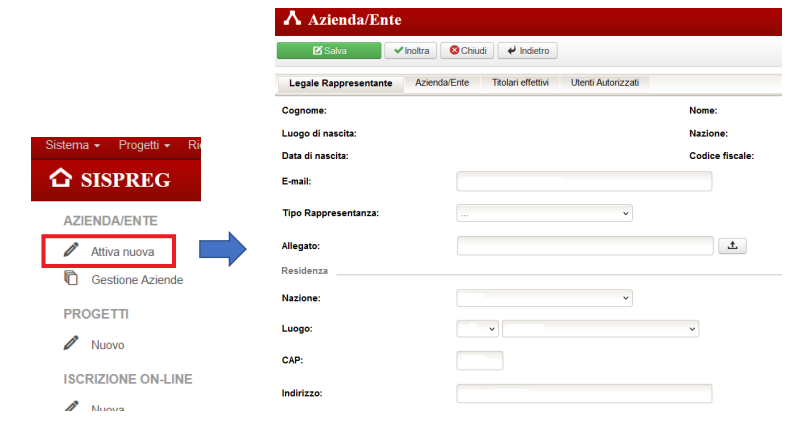 Sistema Progetti
SISPREG
AZIENDA/ENTE
Attiva nuova
Gestione Aziende
PROGETTI
Nuovo
ISCRIZIONE ON-LINE
Nuova
Azienda/Ente
Salva Inoltra Chiudi Indietro
Legale Rappresentante Azienda/Ente Titolari effettivi Utenti Autorizzati
Cognome: Nome:
Luogo di nascita: Nazione:
Data di nascita: Codice fiscale:
E-mail:
Tipo Rappresentanza: ...
Allegato:
Residenza
Nazione:
Luogo:
CAP:
Indirizzo: